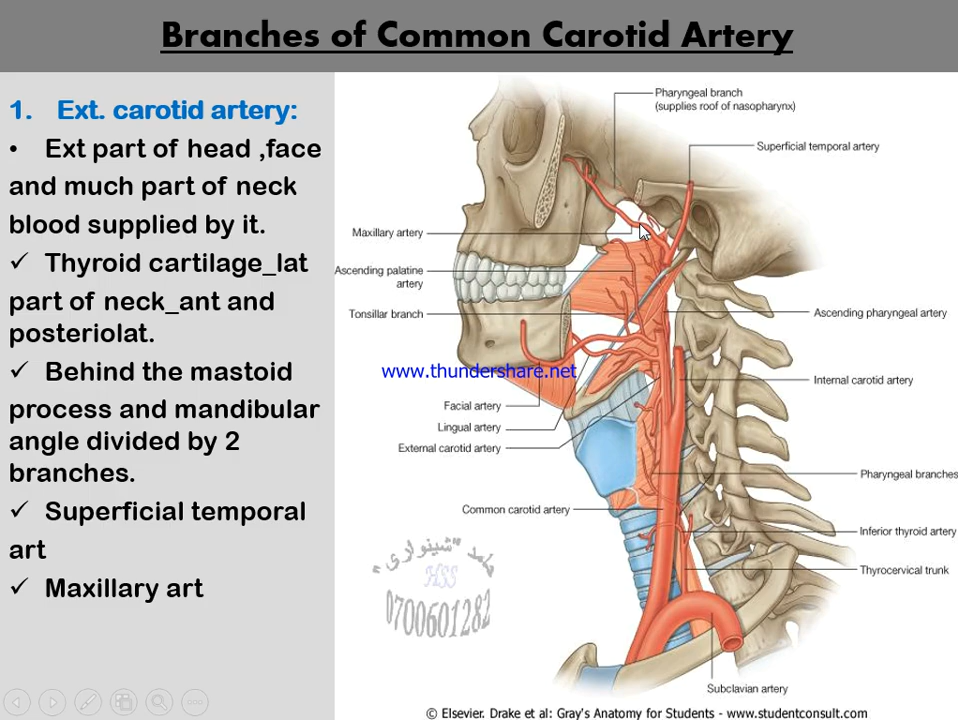 Branches of Common Carotid Artery
1. Ext. carotid artery:
• Ext part of head ,face
and much part of neck
blood supplied by it.
✓ Thyroid cartilage_lat
part of neck_ant and
posteriolat.
✓ Behind the mastoid
process and mandibular
angle divided by 2
branches.
✓ Superficial temporal
art
✓ Maxillary art
Pharyngeal branch
(supplies roof of nasopharynx)
Superficial temporal artery
Maxillary artery
Ascending palatine
artery
Tonsillar branch
Ascending pharyngeal artery
www.thundershare.net
Internal carotid artery
Facial artery
Lingual artery
External carotid artery
Pharyngeal branches
Common carotid artery
Inferior thyroid artery
Thyrocervical trunk
حامد "شینواری"
HSS
0700601282
Subclavian artery
© Elsevier. Drake et al: Gray's Anatomy for Students - www.studentconsult.com